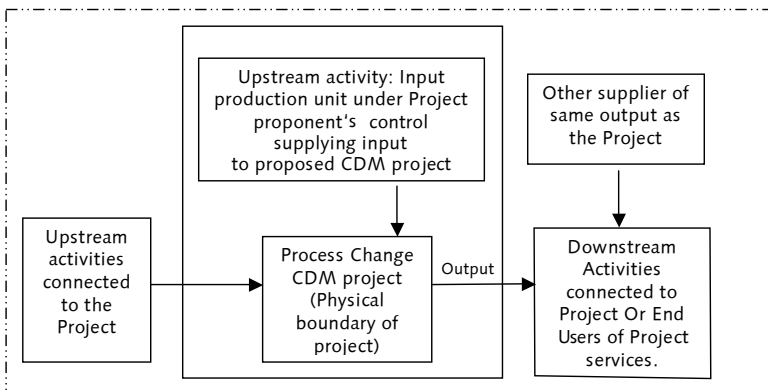 Upstream activity: Input
production unit under Project
proponent's control
supplying input
to proposed CDM project
Other supplier of
same output as
the Project
Upstream
activities
connected
to the
Project
Process Change
CDM project
(Physical
boundary of
project)
Output
Downstream
Activities
connected to
Project Or End
Users of Project
services.